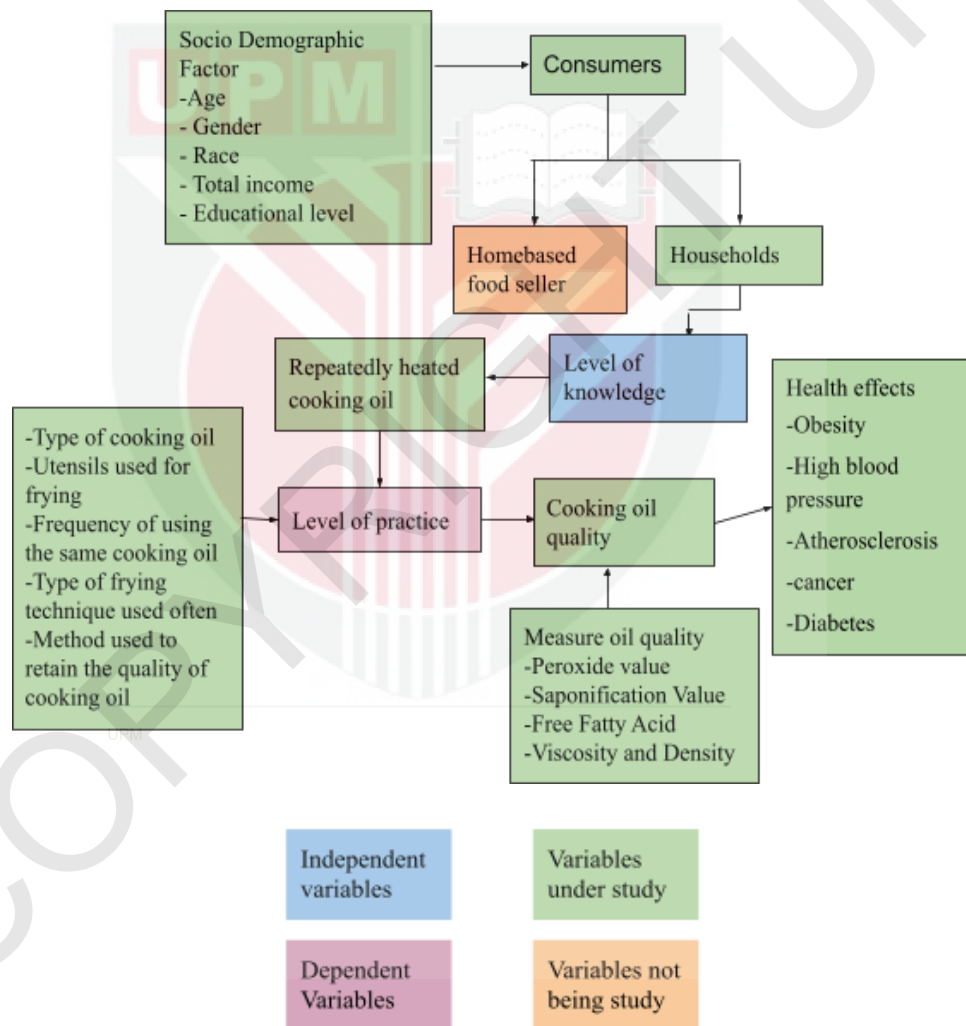 Socio Demographic
Factor
-Age
- Gender
- Race
- Total income
- Educational level
Consumers
Homebased
food seller
Households
Level of
knowledge
Repeatedly heated
cooking oil
-Type of cooking oil
-Utensils used for
frying
-Frequency of using
the same cooking oil
-Type of frying
technique used often
-Method used to
retain the quality of
cooking oil
Level of practice
Cooking oil
quality
Health effects
-Obesity
-High blood
pressure
-Atherosclerosis
-cancer
-Diabetes
Measure oil quality
-Peroxide value
-Saponification Value
-Free Fatty Acid
-Viscosity and Density
Independent
variables
Variables
under study
Dependent
Variables
Variables not
being study
UPM
UPM
COPYRIGHT U